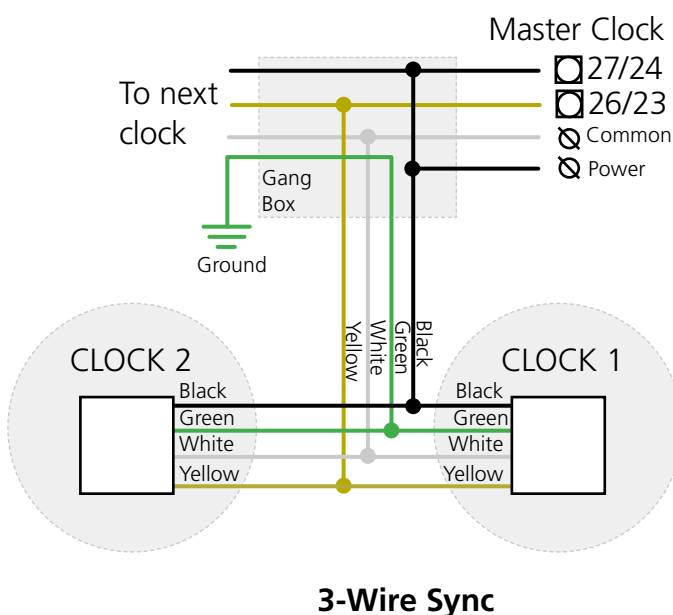 Master Clock
27/24
To next
clock
26/23
Common
Power
Gang
Box
Ground
Yellow
White
Green
Black
CLOCK 2
CLOCK 1
Black
Green
White
Yellow
Black
Green
White
Yellow
3-Wire Sync